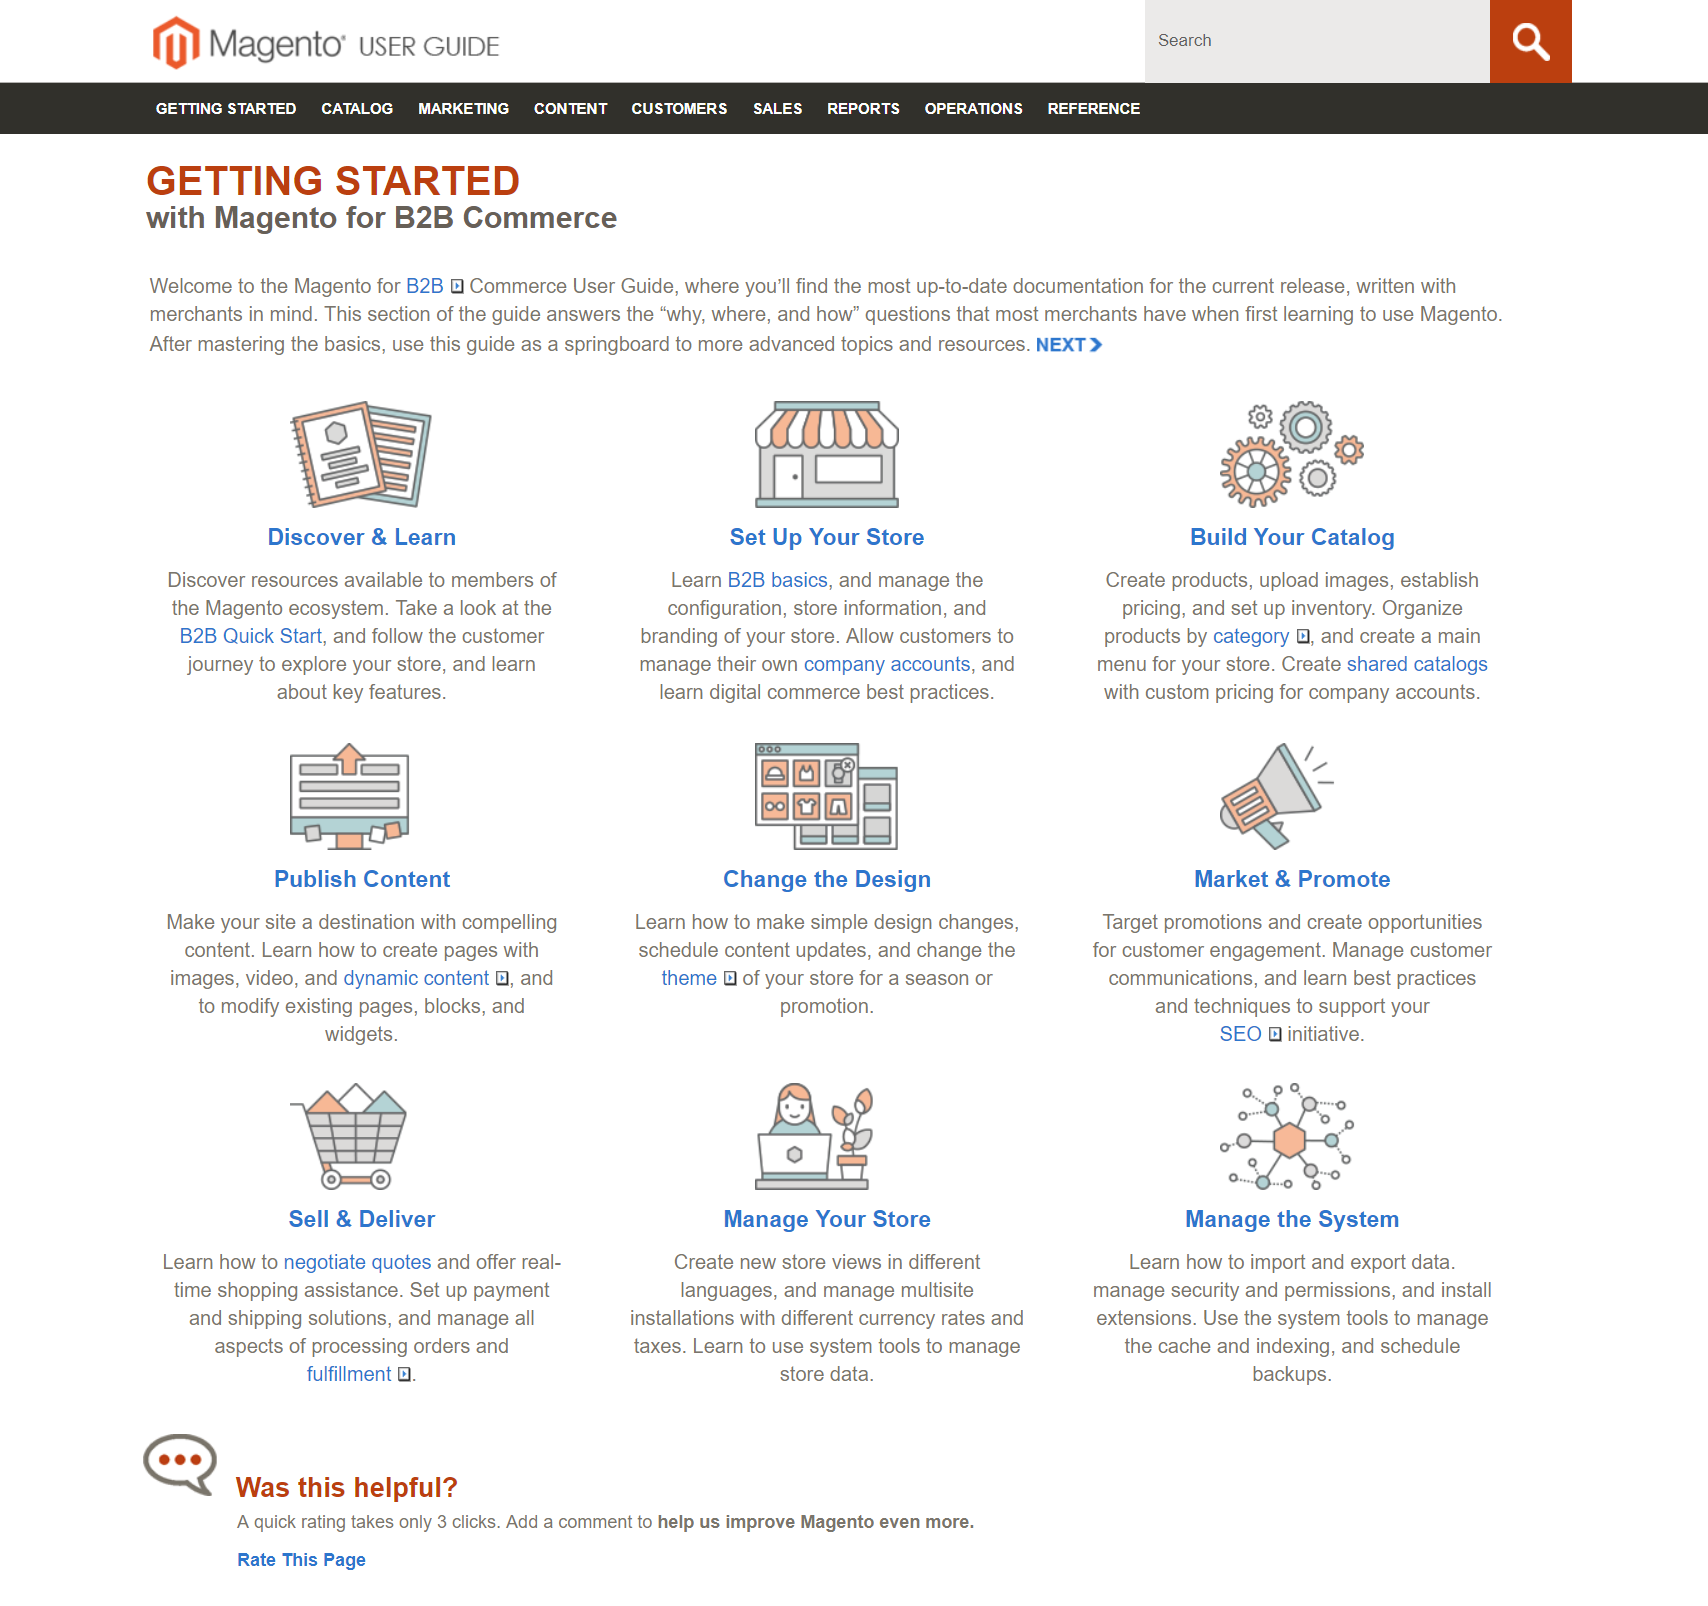 Magento USER GUIDE
Search
GETTING STARTED CATALOG MARKETING CONTENT CUSTOMERS SALES REPORTS OPERATIONS REFERENCE
GETTING STARTED
with Magento for B2B Commerce
Welcome to the Magento for B2B Commerce User Guide, where you’ll find the most up-to-date documentation for the current release, written with
merchants in mind. This section of the guide answers the “why, where, and how” questions that most merchants have when first learning to use Magento.
After mastering the basics, use this guide as a springboard to more advanced topics and resources. NEXT
Discover & Learn
Discover resources available to members of
the Magento ecosystem. Take a look at the
B2B Quick Start, and follow the customer
journey to explore your store, and learn
about key features.
Set Up Your Store
Learn B2B basics, and manage the
configuration, store information, and
branding of your store. Allow customers to
manage their own company accounts, and
learn digital commerce best practices.
Build Your Catalog
Create products, upload images, establish
pricing, and set up inventory. Organize
products by category , and create a main
menu for your store. Create shared catalogs
with custom pricing for company accounts.
Publish Content
Make your site a destination with compelling
content. Learn how to create pages with
images, video, and dynamic content , and
to modify existing pages, blocks, and
widgets.
Change the Design
Learn how to make simple design changes,
schedule content updates, and change the
theme of your store for a season or
promotion.
Market & Promote
Target promotions and create opportunities
for customer engagement. Manage customer
communications, and learn best practices
and techniques to support your
SEO initiative.
Sell & Deliver
Learn how to negotiate quotes and offer real-
time shopping assistance. Set up payment
and shipping solutions, and manage all
aspects of processing orders and
fulfillment .
Manage Your Store
Create new store views in different
languages, and manage multisite
installations with different currency rates and
taxes. Learn to use system tools to manage
store data.
Manage the System
Learn how to import and export data.
manage security and permissions, and install
extensions. Use the system tools to manage
the cache and indexing, and schedule
backups.
Was this helpful?
A quick rating takes only 3 clicks. Add a comment to help us improve Magento even more.
Rate This Page